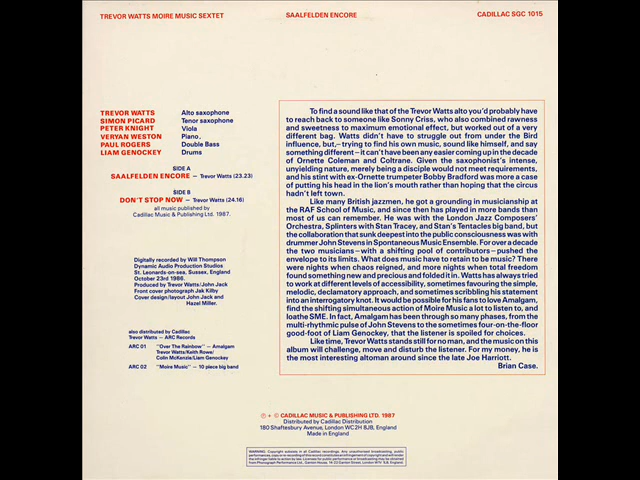 TREVOR WATTS MOIRE MUSIC SEXTET
SAALFELDEN ENCORE
CADILLAC SGC 1015
TREVOR WATTS Alto saxophone
SIMON PICARD Tenor saxophone
PETER KNIGHT Viola
VERYAN WESTON Piano.
PAUL ROGERS Double Bass
LIAM GENOCKEY Drums
SIDE A
SAALFELDEN ENCORE – Trevor Watts (23.23)
SIDE B
DON'T STOP NOW – Trevor Watts (24.16)
all music published by
Cadillac Music & Publishing Ltd. 1987.
Digitally recorded by Will Thompson
Dynamic Audio Production Studios
St. Leonards-on-sea, Sussex, England
October 23rd 1986.
Produced by Trevor Watts/John Jack
Front cover photograph Jak Kilby
Cover design/layout John Jack and
Hazel Miller.
also distributed by Cadillac
Trevor Watts – ARC Records
ARC 01 "Over The Rainbow" – Amalgam
Trevor Watts/Keith Rowe/
Colin McKenzie/Liam Genockey
ARC 02 "Moire Music" – 10 piece big band
To find a sound like that of the Trevor Watts alto you'd probably have
to reach back to someone like Sonny Criss, who also combined rawness
and sweetness to maximum emotional effect, but worked out of a very
different bag. Watts didn't have to struggle out from under the Bird
influence, but,– trying to find his own music, sound like himself, and say
something different – it can't have been any easier coming up in the decade
of Ornette Coleman and Coltrane. Given the saxophonist's intense,
unyielding nature, merely being a disciple would not meet requirements,
and his stint with ex-Ornette trumpeter Bobby Bradford was more a case
of putting his head in the lion's mouth rather than hoping that the circus
hadn't left town.
Like many British jazzmen, he got a grounding in musicianship at
the RAF School of Music, and since then has played in more bands than
most of us can remember. He was with the London Jazz Composers'
Orchestra, Splinters with Stan Tracey, and Stan's Tentacles big band, but
the collaboration that sunk deepest into the public consciousness was with
drummer John Stevens in Spontaneous Music Ensemble. For over a decade
the two musicians – with a shifting pool of contributors – pushed the
envelope to its limits. What does music have to retain to be music? There
were nights when chaos reigned, and more nights when total freedom
found something new and precious and folded it in. Watts has always tried
to work at different levels of accessibility, sometimes favouring the simple,
melodic, declamatory approach, and sometimes scribbling his statement
into an interrogatory knot. It would be possible for his fans to love Amalgam,
find the shifting simultaneous action of Moire Music a lot to listen to, and
loathe SME. In fact, Amalgam has been through so many phases, from the
multi-rhythmic pulse of John Stevens to the sometimes four-on-the-floor
good-foot of Liam Genockey, that the listener is spoiled for choices.
Like time, Trevor Watts stands still for no man, and the music on this
album will challenge, move and disturb the listener. For my money, he is
the most interesting altoman around since the late Joe Harriott.
Brian Case.
℗ + © CADILLAC MUSIC & PUBLISHING LTD. 1987
Distributed by Cadillac Distribution
180 Shaftesbury Avenue, London WC2H 8JB, England
Made in England